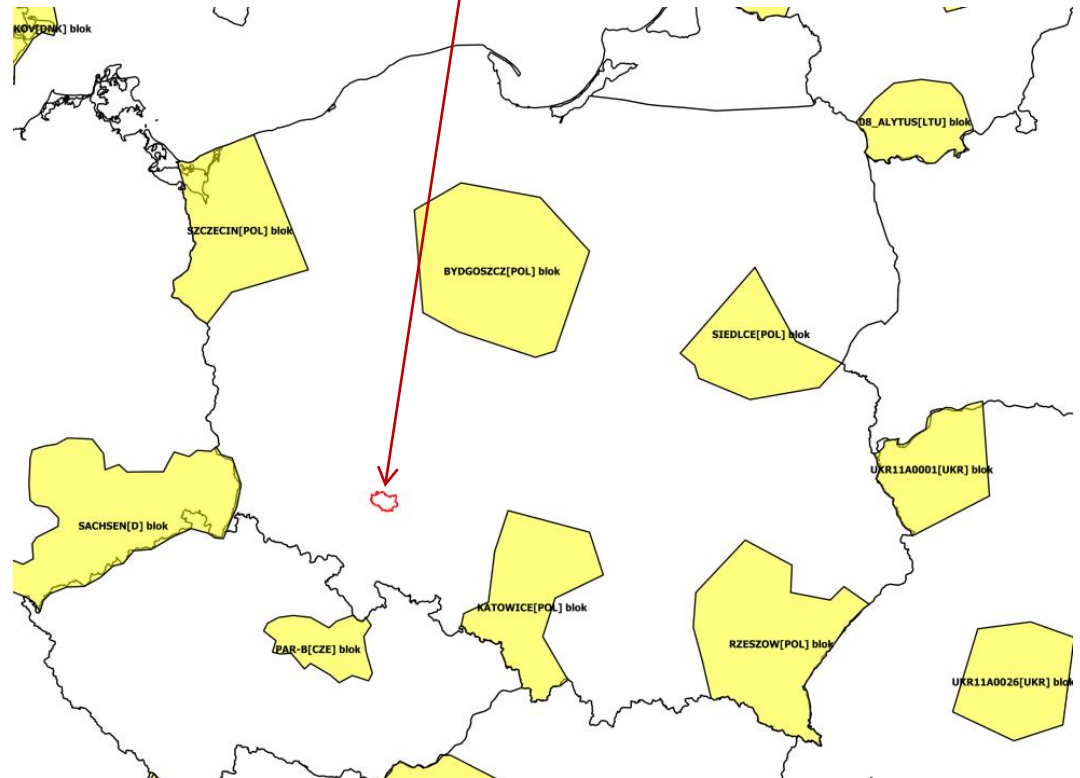 KOV[DNK] blok
08_ALYTUS[LTU] blok
SZCZECIN[POL] blok
BYDGOSZCZ[POL] blok
SIEDLCE[POL] blok
UKR11A0001[UKR] blok
SACHSEN[D] blok
KATOWICE[POL] blok
RZESZOW[POL] blok
PAR-B[CZE] blok
UKR11A0026[UKR] blok